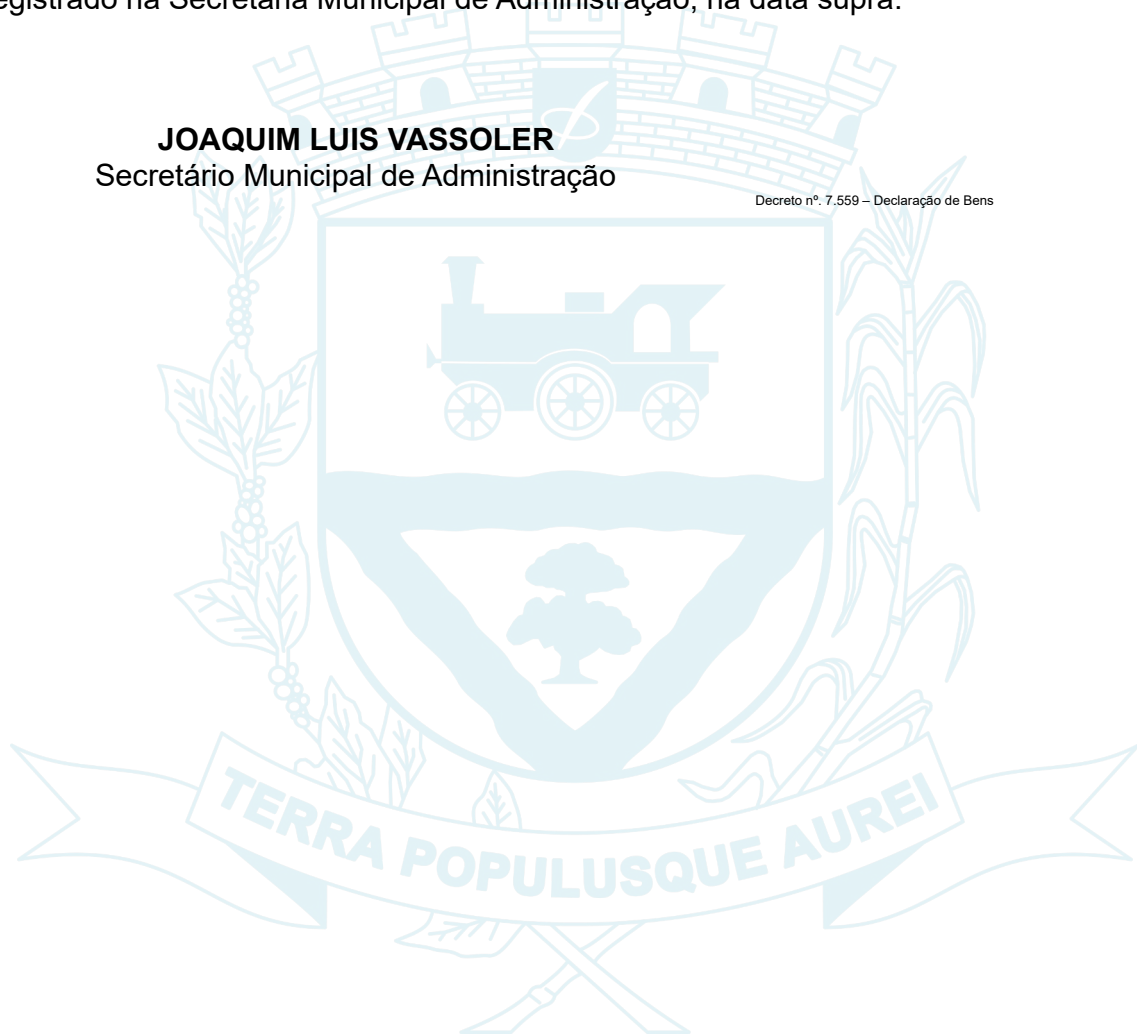 egistrado na Secretaria Municipal de Administração, na data supra.
JOAQUIM LUIS VASSOLER
Secretário Municipal de Administração
Decreto nº. 7.559 – Declaração de Bens
TERRA POPULUSQUE AUREI